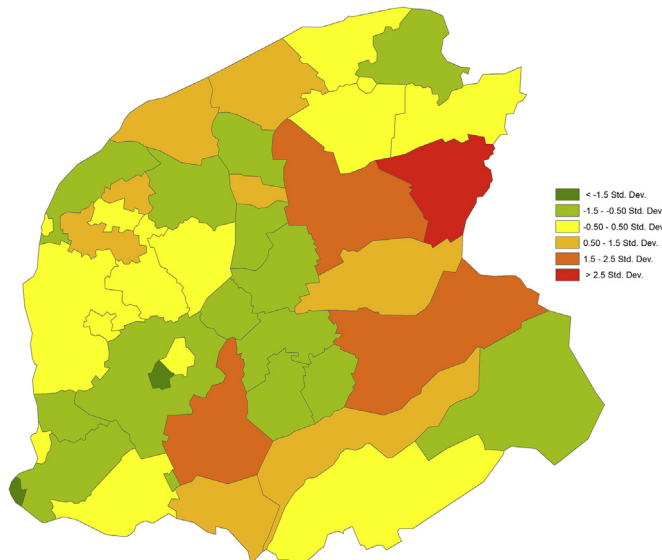 < -1.5 Std. Dev.
-1.5 - -0.50 Std. Dev
-0.50 - 0.50 Std. Dev
0.50 - 1.5 Std. Dev.
1.5 - 2.5 Std. Dev.
> 2.5 Std. Dev.